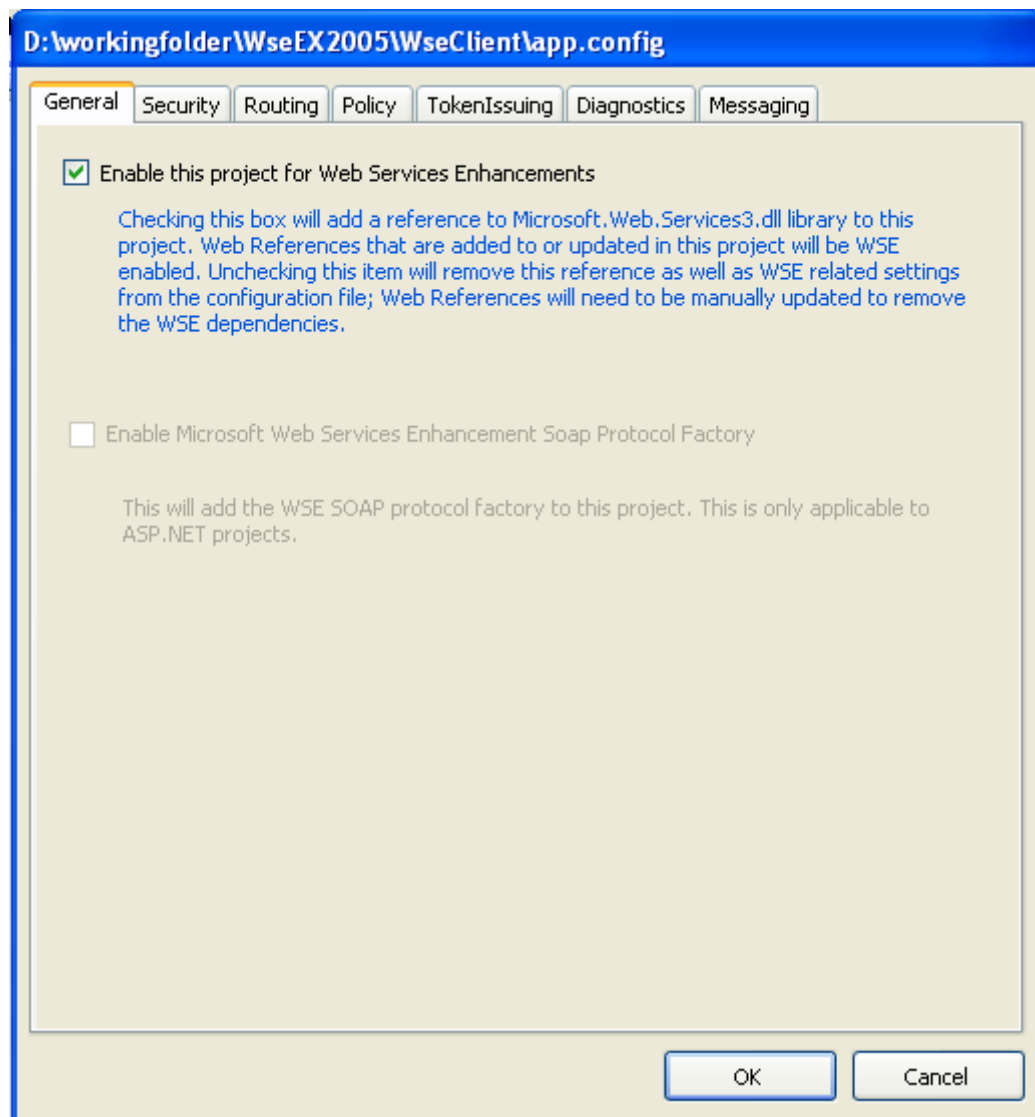 D:\workingfolder\WseEX2005\WseClient\app.config
General Security Routing Policy TokenIssuing Diagnostics Messaging
Enable this project for Web Services Enhancements
Checking this box will add a reference to Microsoft.Web.Services3.dll library to this
project. Web References that are added to or updated in this project will be WSE
enabled. Unchecking this item will remove this reference as well as WSE related settings
from the configuration file; Web References will need to be manually updated to remove
the WSE dependencies.
Enable Microsoft Web Services Enhancement Soap Protocol Factory
This will add the WSE SOAP protocol factory to this project. This is only applicable to
ASP.NET projects.
OK Cancel